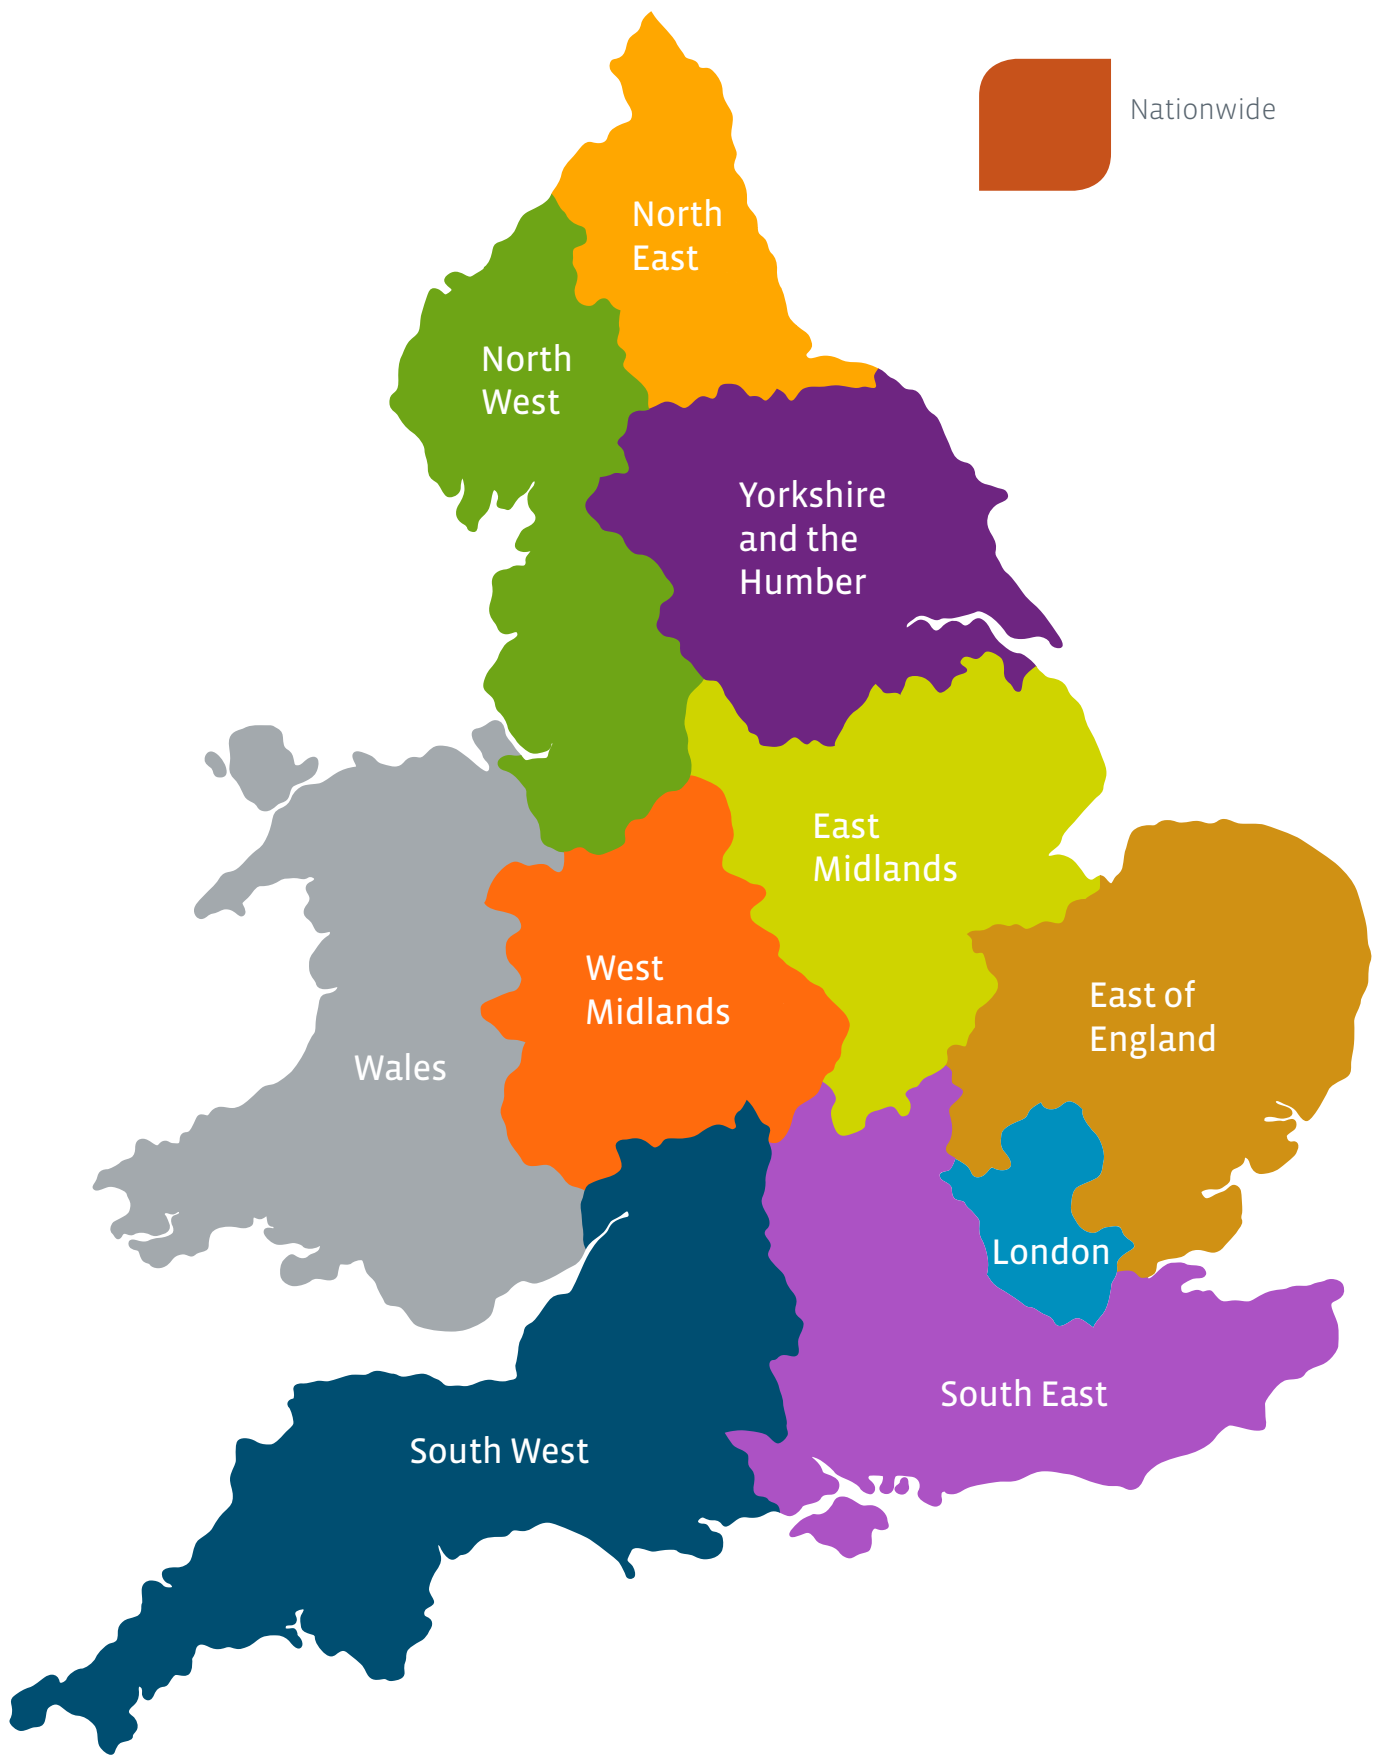 Nationwide
North
East
North
West
Yorkshire
and the
Humber
East
Midlands
West
Midlands
East of
England
Wales
London
South East
South West